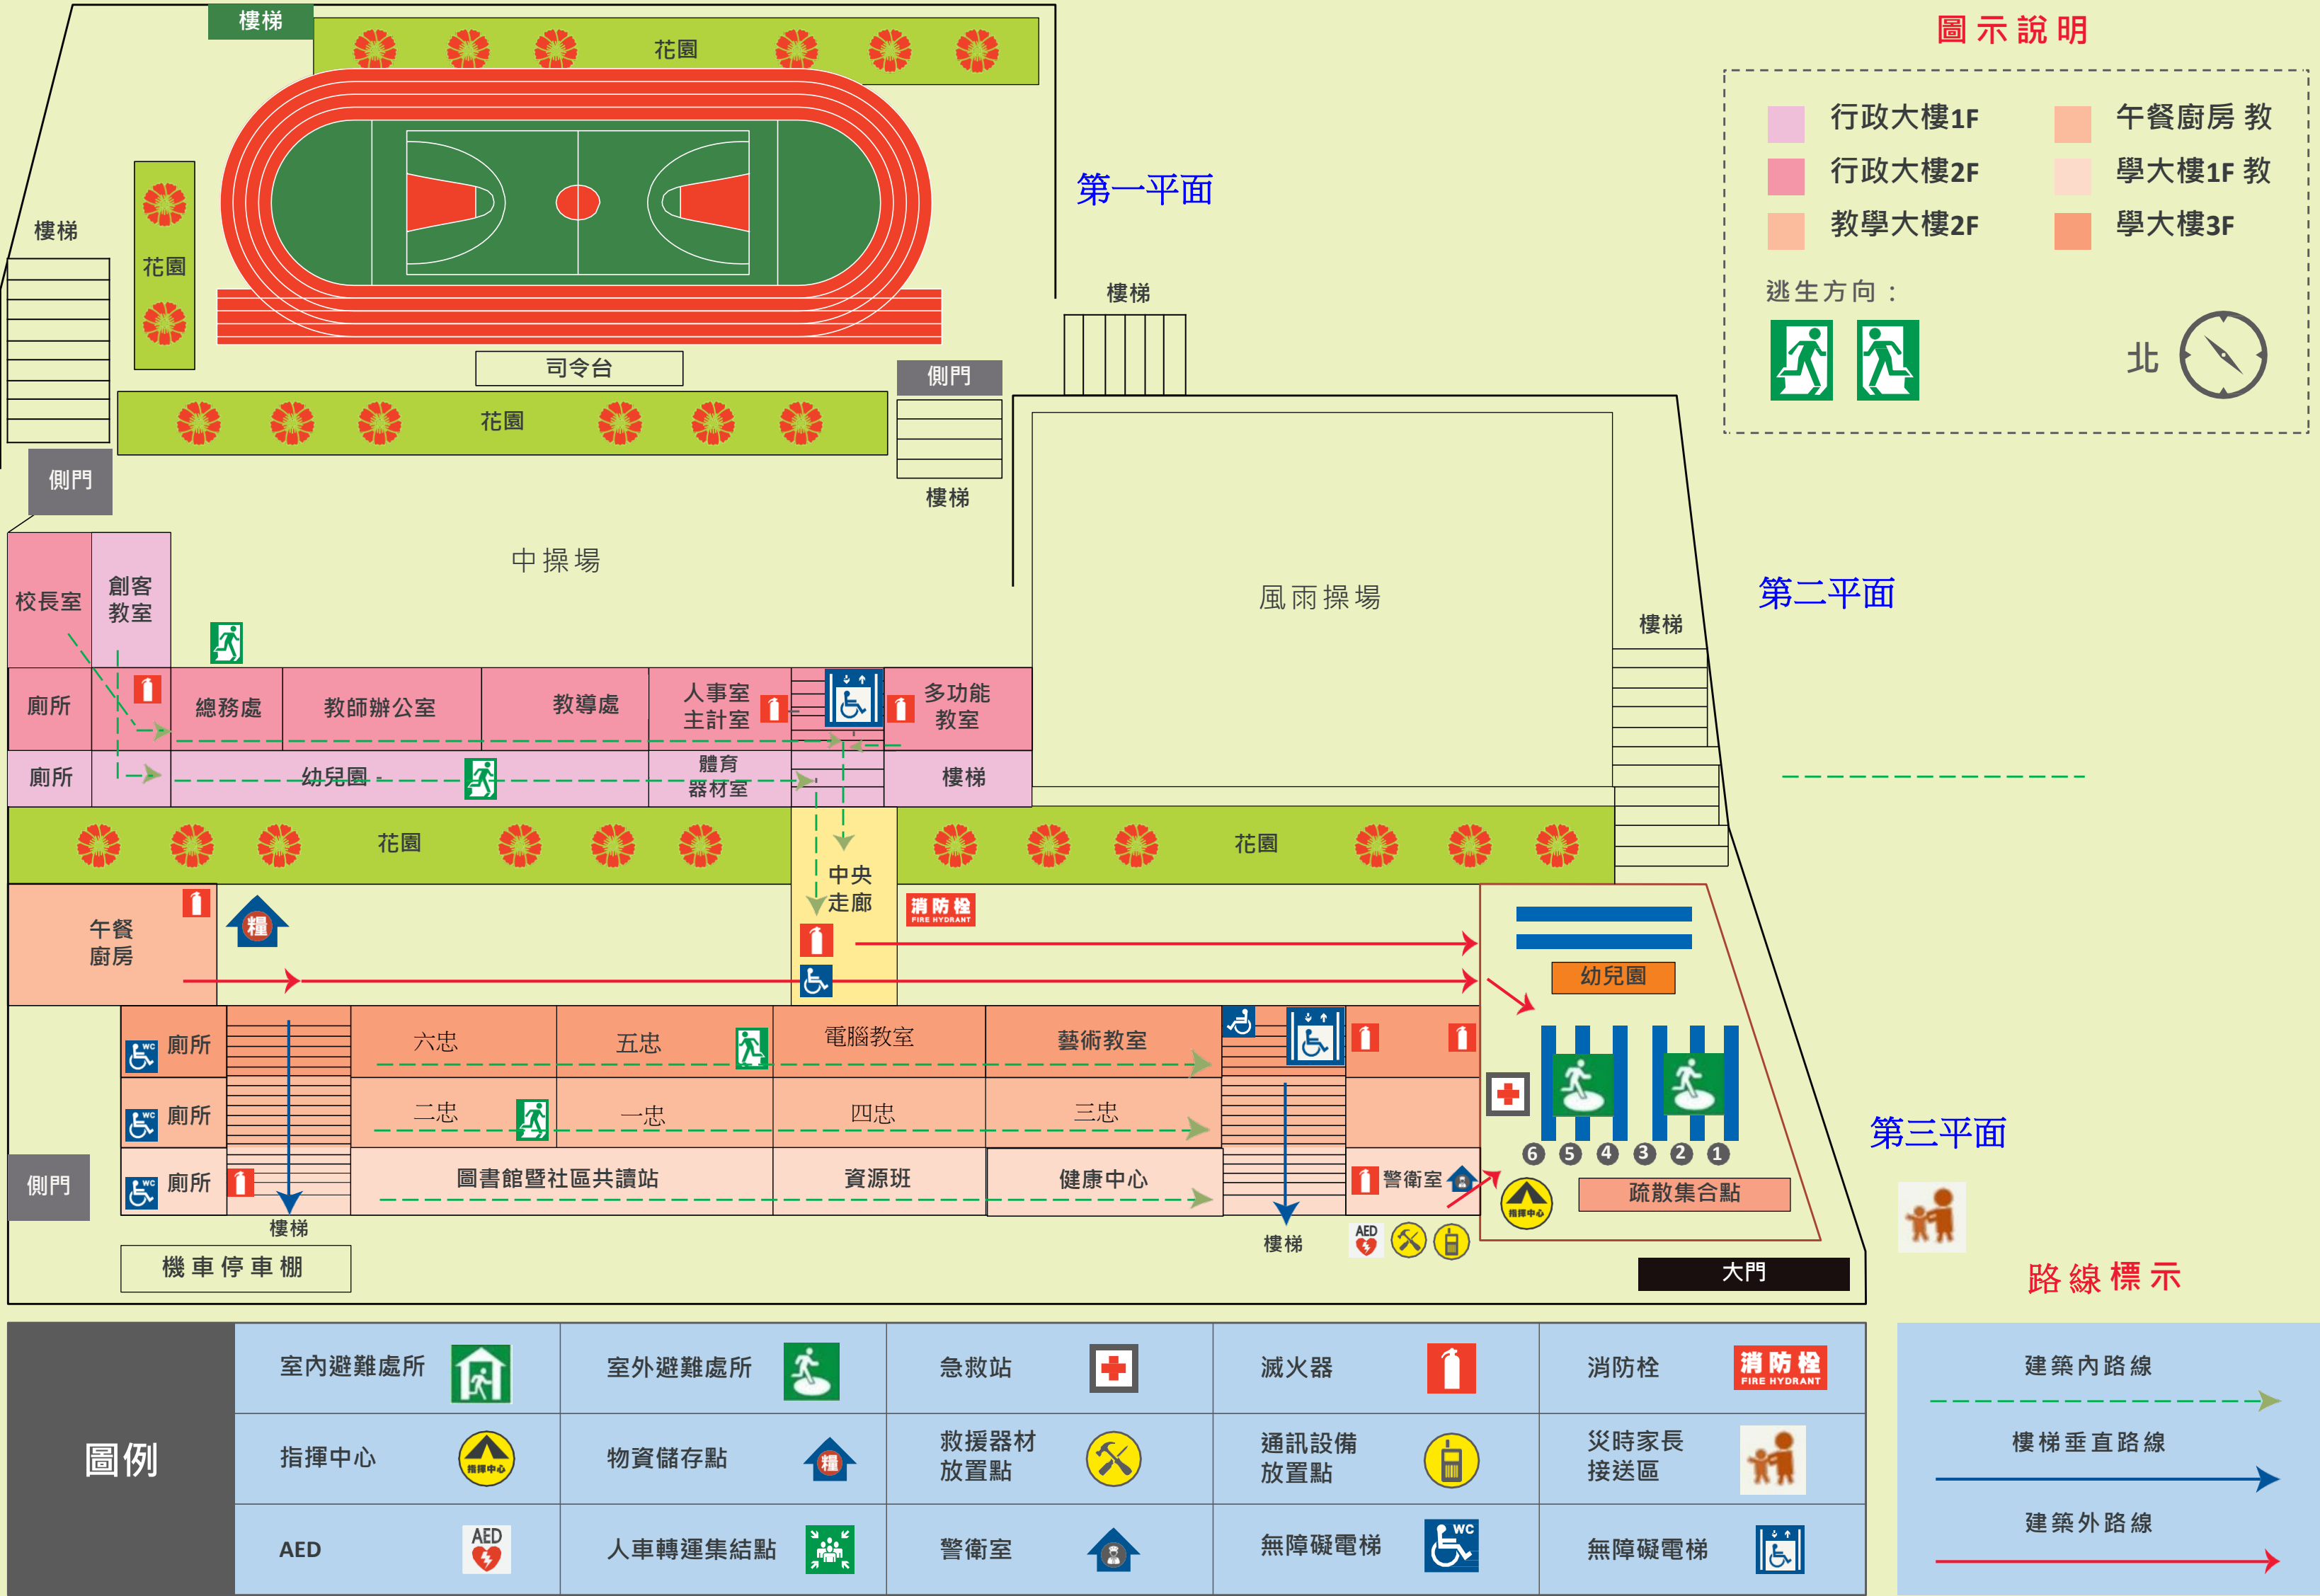 樓梯
花園
圖示說明
行政大樓1F
午餐廚房 教
行政大樓2F
學大樓1F 教
教學大樓2F
學大樓3F
逃生方向：
北
第一平面
樓梯
花園
樓梯
司令台
側門
花園
樓梯
側門
中操場
風雨操場
第二平面
樓梯
校長室
創客
教室
廁所
總務處
教師辦公室
教導處
人事室
主計室
多功能
教室
廁所
幼兒園 -
體育
器材室
樓梯
花園
花園
中央
走廊
午餐
廚房
糧
消防栓
FIRE HYDRANT
幼兒園
WC
廁所
六忠
五忠
電腦教室
藝術教室
WC
廁所
二忠
一忠
四忠
三忠
第三平面
6 5 4 3 2 1
側門
WC
廁所
圖書館暨社區共讀站
資源班
健康中心
警衛室
指揮中心
疏散集合點
樓梯
樓梯
AED
機車停車棚
大門
路線標示
圖例
室內避難處所
室外避難處所
急救站
滅火器
消防栓
消防栓
FIRE HYDRANT
指揮中心
指揮中心
物資儲存點
糧
救援器材
放置點
通訊設備
放置點
災時家長
接送區
AED
AED
人車轉運集結點
警衛室
無障礙電梯
WC
無障礙電梯
建築內路線
樓梯垂直路線
建築外路線